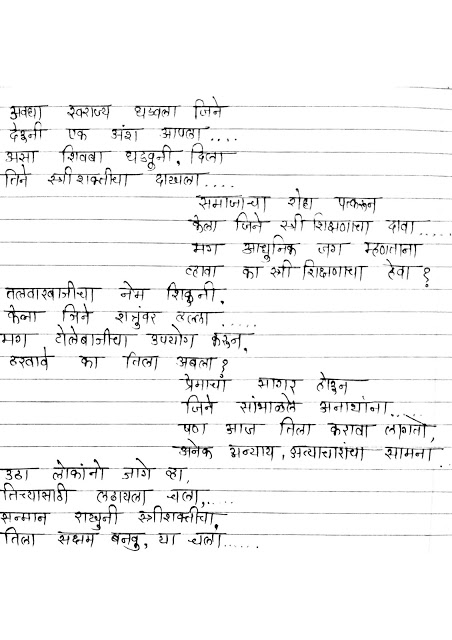 अवघा स्वराज्य घडवला जिने
देऊनी एक अंश आपला....
असा शिवबा घडवुनी, दिला
तिने स्त्रीशक्तीचा दाखला....
समाजाचा रोष पत्करून
केला जिने स्त्री शिक्षणाचा दावा.....
मग आधुनिक जग म्हणताना
व्हावा का स्त्री शिक्षणाचा हेवा?
तलवारबाजीचा नेम शिकुनी,
केला जिने शत्रुंवर हल्ला.....
मग टोलेबाजीचा उपयोग करून,
ठरवावे का तिला अबला?
प्रेमाचा सागर होऊन
जिने सांभाळले अनाथांना.....
पण आज तिला करावा लागतो,
अनेक अन्याय, अत्याचारांचा सामना..
उठा लोकांनो जागे व्हा,
तिच्यासाठी लढायला चला,....
सन्मान राखुनी स्त्रीशक्तीचा,
तिला सक्षम बनवु, या चला......